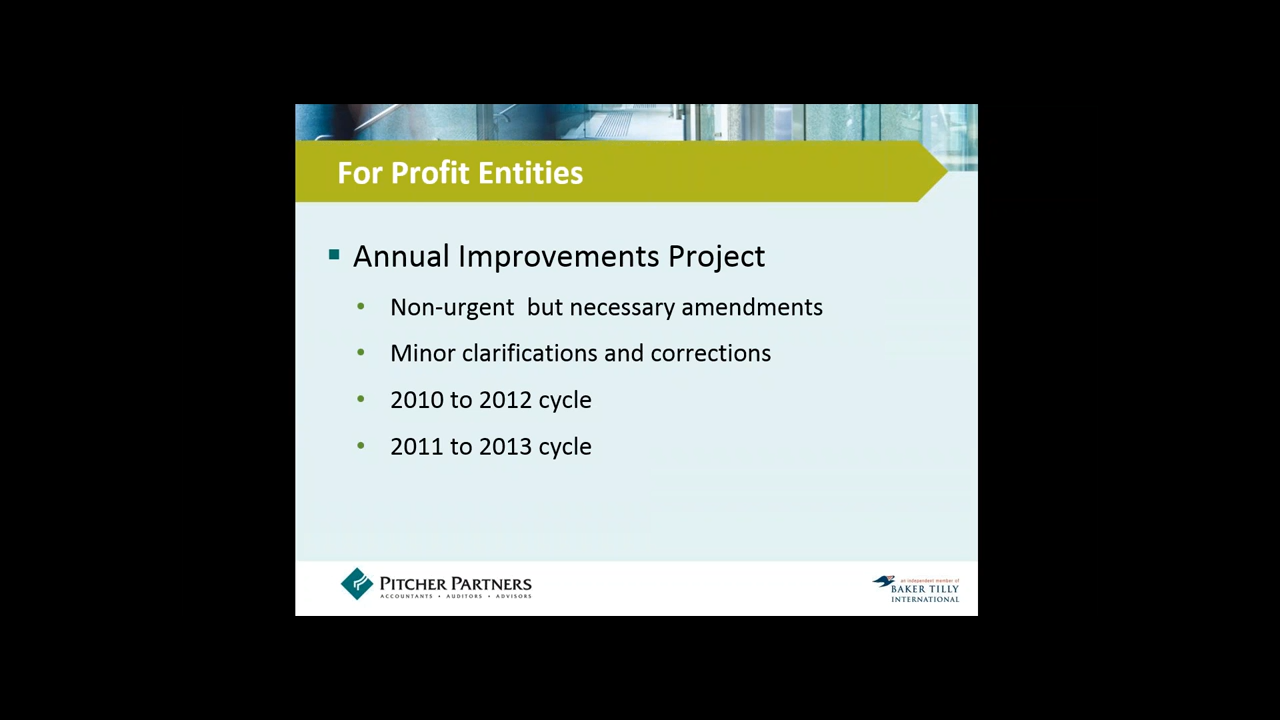 For Profit Entities
Annual Improvements Project
Non-urgent  but necessary amendments
Minor clarifications and corrections
2010 to 2012 cycle
2011 to 2013 cycle
PITCHER PARTNERS
ACCOUNTANTS • AUDITORS • ADVISORS
an independent member of
BAKER TILLY
INTERNATIONAL